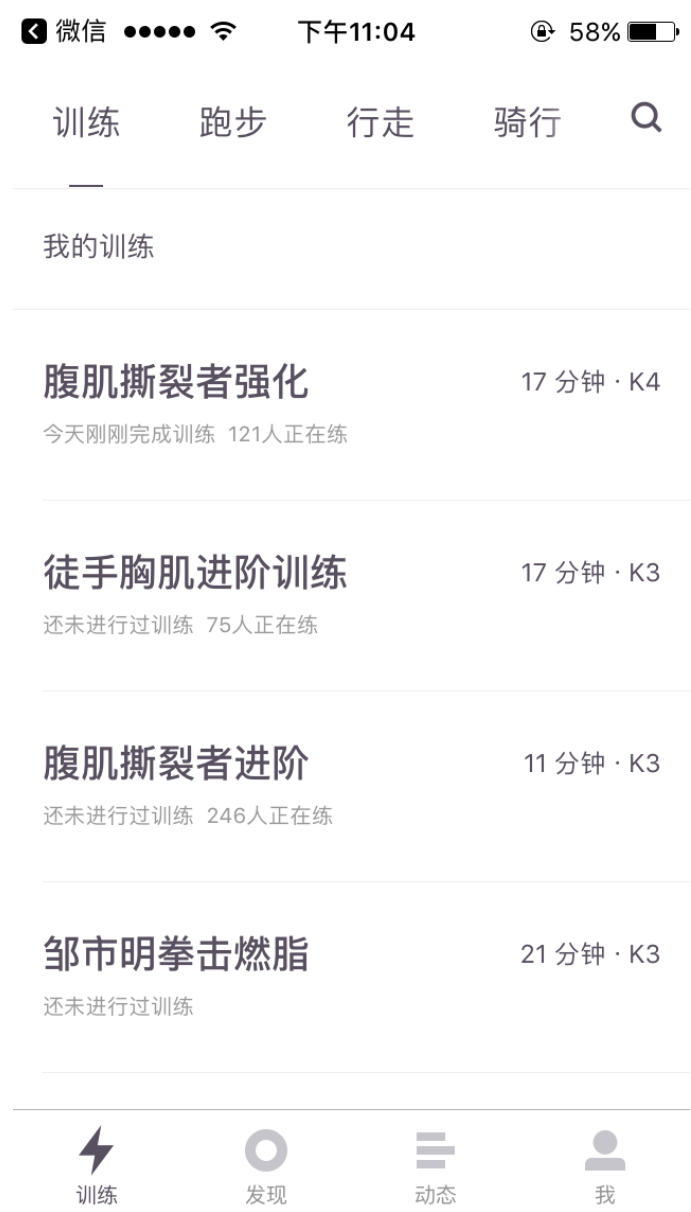 微信 下午11:04 58%
训练 跑步 行走 骑行
我的训练
腹肌撕裂者强化 17 分钟 · K4
今天刚刚完成训练 121人正在练
徒手胸肌进阶训练 17 分钟 · K3
还未进行过训练 75人正在练
腹肌撕裂者进阶 11 分钟 · K3
还未进行过训练 246人正在练
邹市明拳击燃脂 21 分钟 · K3
还未进行过训练
训练 发现 动态 我